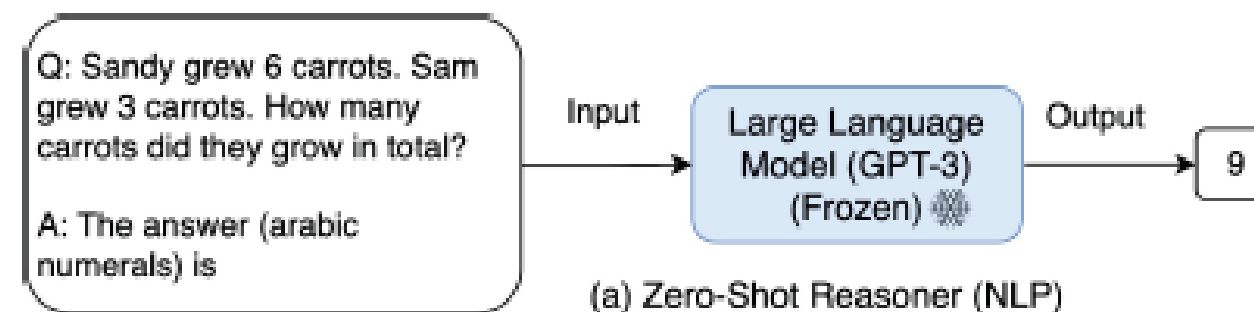 Q: Sandy grew 6 carrots. Sam
grew 3 carrots. How many
carrots did they grow in total?
A: The answer (arabic
numerals) is
Input
Large Language
Model (GPT-3)
(Frozen)
Output
9
(a) Zero-Shot Reasoner (NLP)